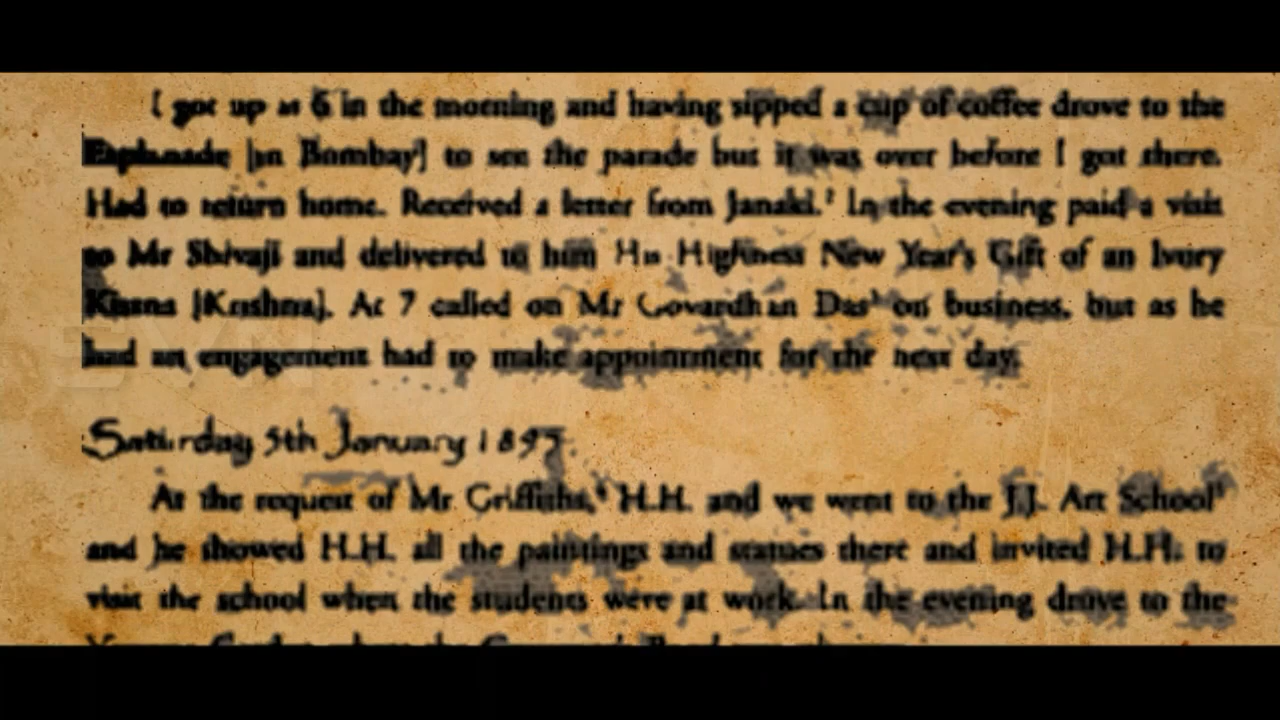 I got up at 6 in the morning and having sipped a cup of coffee drove to the
Esplanade [in Bombay] to see the parade but it was over before I got there.
Had to return home. Received a letter from Janaki.² In the evening paid a visit
to Mr Shivaji and delivered to him His Highness New Year's Gift of an Ivory
Kisna [Krishna]. At 7 called on Mr Govardhan Das³ on business, but as he
had an engagement had to make appointment for the next day.
Saturday 5th January 1895
At the request of Mr Griffiths,⁴ H.H. and we went to the J.J. Art School⁵
and he showed H.H. all the paintings and statues there and invited H.H. to
visit the school when the students were at work. In the evening drove to the